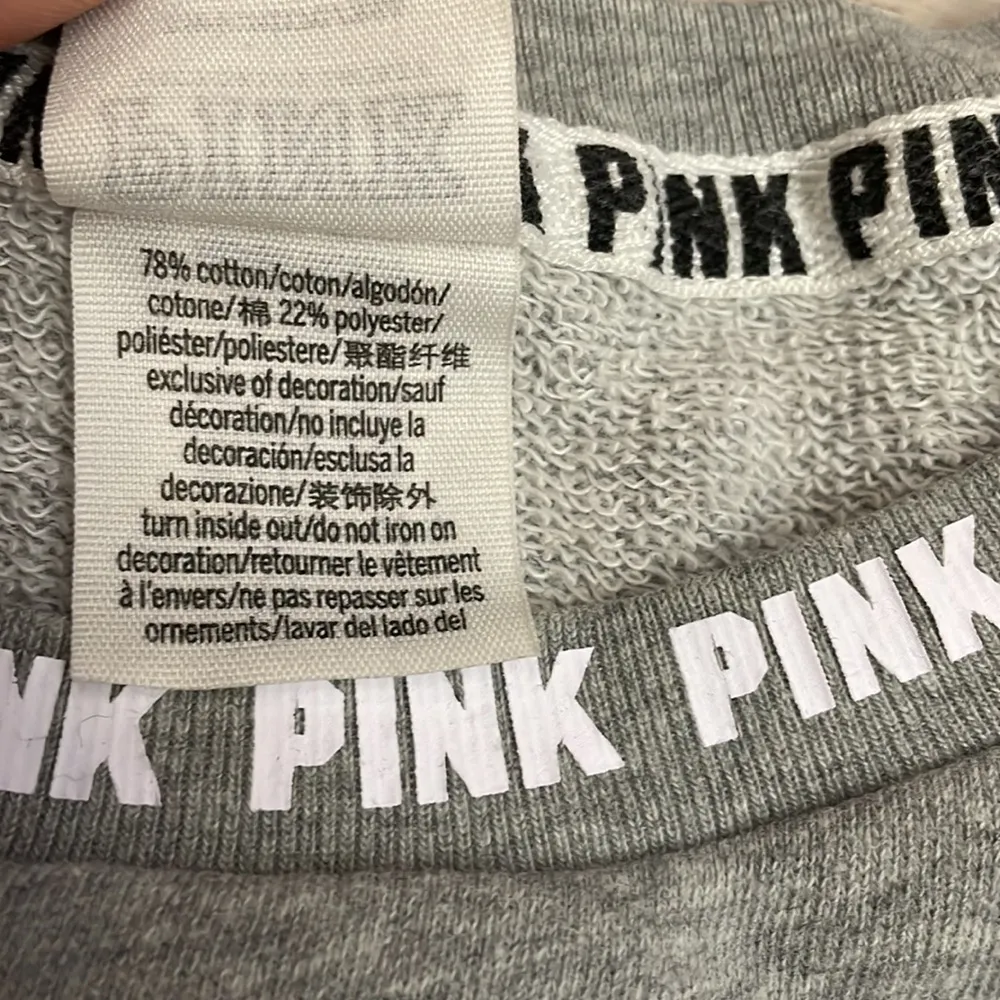 PINK PIN
78% cotton/coton/algodón/
cotone/棉 22% polyester/
poliéster/poliestere/聚酯纤维
exclusive of decoration/sauf
décoration/no incluye la
decoración/esclusa la
decorazione/装饰除外
turn inside out/do not iron on
decoration/retourner le vêtement
à l'envers/ne pas repasser sur les
ornements/lavar del lado del
NK PINK PINK